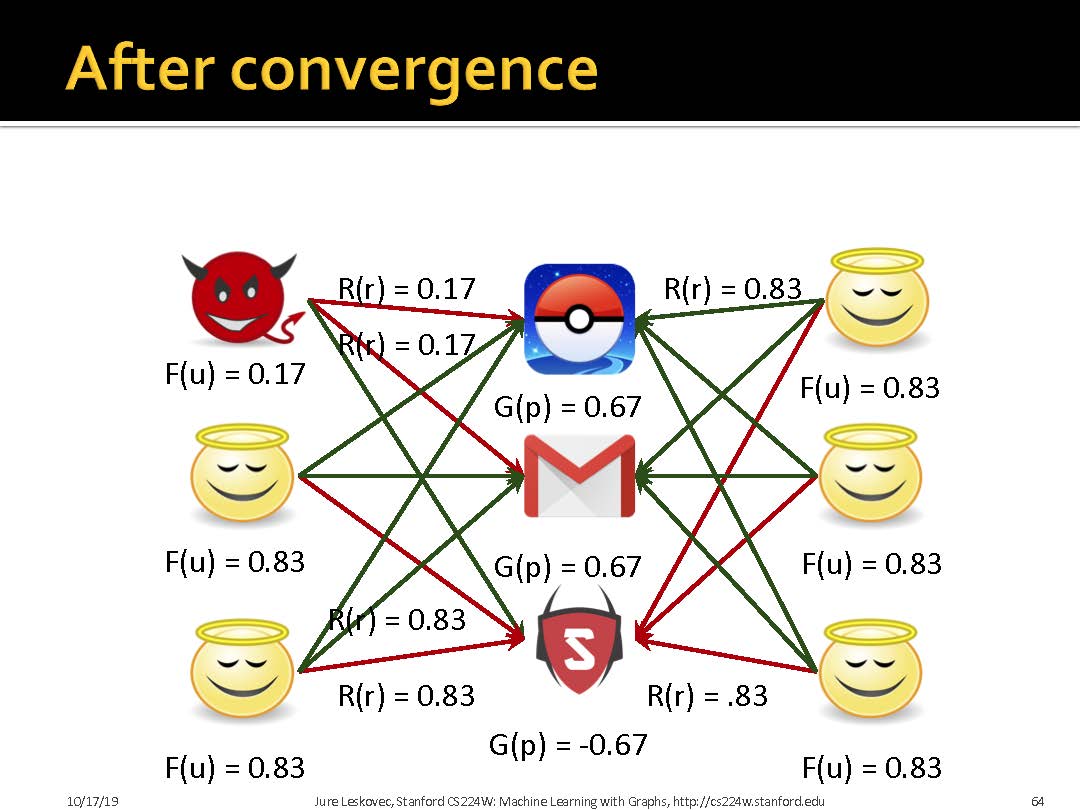 After convergence
R(r) = 0.17
R(r) = 0.83
R(r) = 0.17
F(u) = 0.17
F(u) = 0.83
G(p) = 0.67
F(u) = 0.83
G(p) = 0.67
F(u) = 0.83
R(r) = 0.83
S
R(r) = 0.83
R(r) = .83
G(p) = -0.67
F(u) = 0.83
F(u) = 0.83
10/17/19
Jure Leskovec, Stanford CS224W: Machine Learning with Graphs, http://cs224w.stanford.edu
64